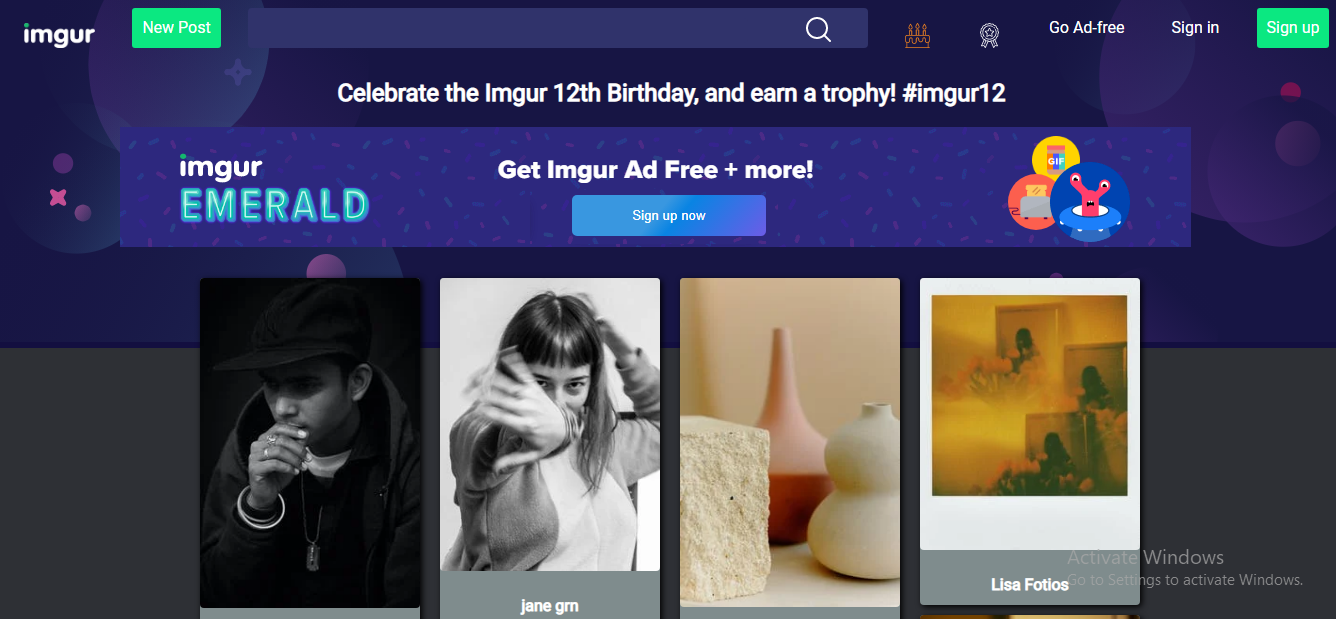 imgur
New Post
Go Ad-free
Sign in
Sign up
Celebrate the Imgur 12th Birthday, and earn a trophy! #imgur12
imgur
EMERALD
Get Imgur Ad Free + more!
Sign up now
GIF
jane grn
Lisa Fotios
Activate Windows
Go to Settings to activate Windows.